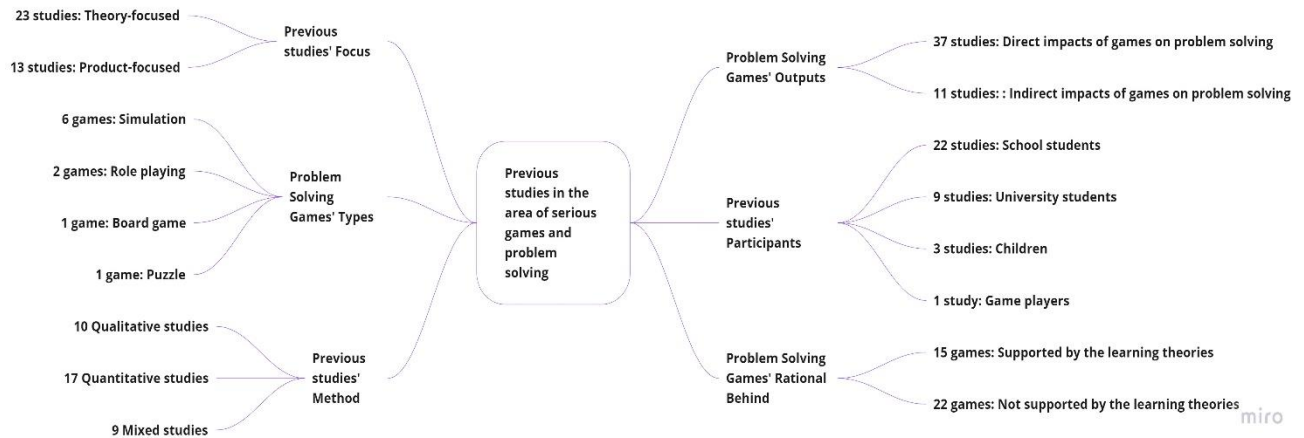 23 studies: Theory-focused
13 studies: Product-focused
Previous
studies' Focus
6 games: Simulation
2 games: Role playing
1 game: Board game
1 game: Puzzle
Problem
Solving
Games' Types
10 Qualitative studies
17 Quantitative studies
9 Mixed studies
Previous
studies'
Method
Previous
studies in the
area of serious
games and
problem
solving
Problem Solving
Games' Outputs
37 studies: Direct impacts of games on problem solving
11 studies: : Indirect impacts of games on problem solving
Previous
studies'
Participants
22 studies: School students
9 studies: University students
3 studies: Children
1 study: Game players
Problem Solving
Games' Rational
Behind
15 games: Supported by the learning theories
22 games: Not supported by the learning theories
miro